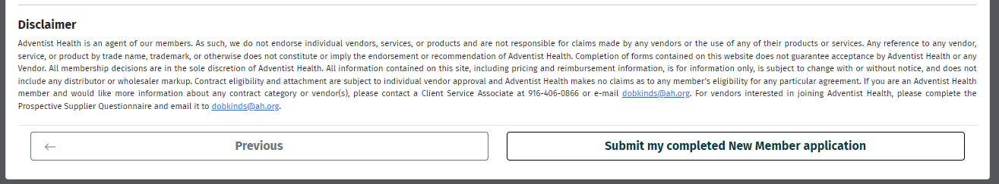 Disclaimer
Adventist Health is an agent of our members. As such, we do not endorse individual vendors, services, or products and are not responsible for claims made by any vendors or the use of any of their products or services. Any reference to any vendor,
service, or product by trade name, trademark, or otherwise does not constitute or imply the endorsement or recommendation of Adventist Health. Completion of forms contained on this website does not guarantee acceptance by Adventist Health or any
Vendor. All membership decisions are in the sole discretion of Adventist Health. All information contained on this site, including pricing and reimbursement information, is for information only, is subject to change with or without notice, and does not
include any distributor or wholesaler markup. Contract eligibility and attachment are subject to individual vendor approval and Adventist Health makes no claims as to any member's eligibility for any particular agreement. If you are an Adventist Health
member and would like more information about any contract category or vendor(s), please contact a Client Service Associate at 916-406-0866 or e-mail dobkinds@ah.org. For vendors interested in joining Adventist Health, please complete the
Prospective Supplier Questionnaire and email it to dobkinds@ah.org.
← Previous
Submit my completed New Member application